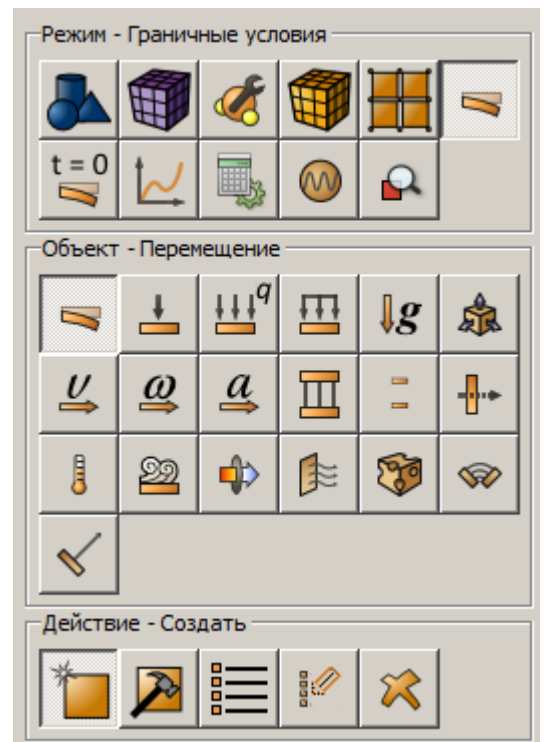 Режим - Граничные условия
t = 0
Объект - Перемещение
q
g
υ ω a
Действие - Создать